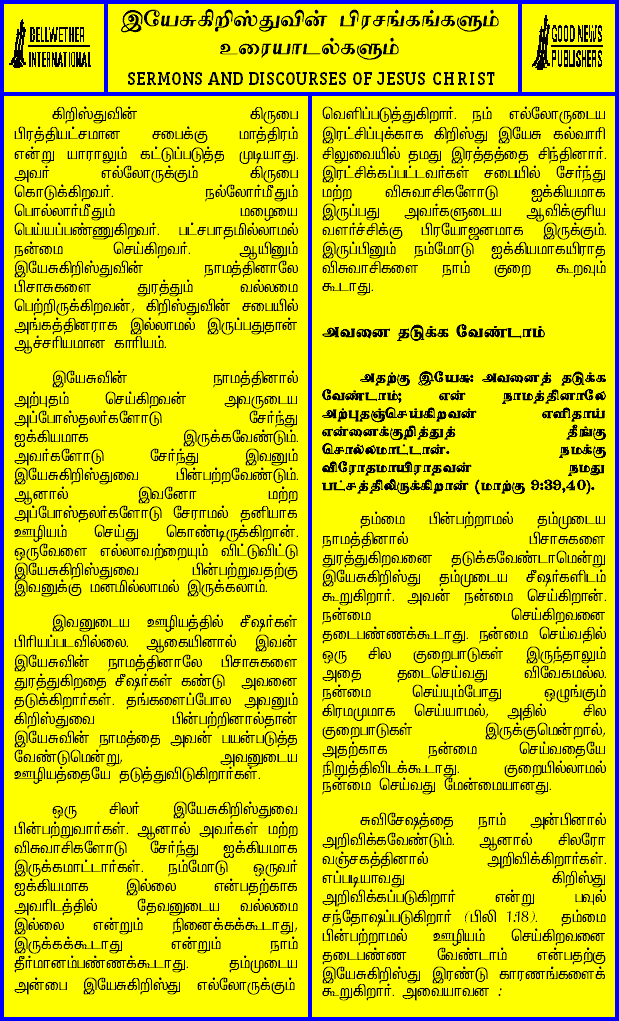 BELLWETHER
INTERNATIONAL
இயேசுகிறிஸ்துவின் பிரசங்கங்களும்
உரையாடல்களும்
SERMONS AND DISCOURSES OF JESUS CHRIST
GOOD NEWS
PUBLISHERS
கிறிஸ்துவின் கிருபை
பிரத்தியட்சமான சபைக்கு மாத்திரம்
என்று யாராலும் கட்டுப்படுத்த முடியாது.
அவர் எல்லோருக்கும் கிருபை
கொடுக்கிறவர். நல்லோர்மீதும்
பொல்லார்மீதும் மழையை
பெய்யப்பண்ணுகிறவர். பட்சபாதமில்லாமல்
நன்மை செய்கிறவர். ஆயினும்
இயேசுகிறிஸ்துவின் நாமத்தினாலே
பிசாசுகளை துரத்தும் வல்லமை
பெற்றிருக்கிறவன், கிறிஸ்துவின் சபையில்
அங்கத்தினராக இல்லாமல் இருப்பதுதான்
ஆச்சரியமான காரியம்.
இயேசுவின் நாமத்தினால்
அற்புதம் செய்கிறவன் அவருடைய
அப்போஸ்தலர்களோடு சேர்ந்து
ஐக்கியமாக இருக்கவேண்டும்.
அவர்களோடு சேர்ந்து இவனும்
இயேசுகிறிஸ்துவை பின்பற்றவேண்டும்.
ஆனால் இவனோ மற்ற
அப்போஸ்தலர்களோடு சேராமல் தனியாக
ஊழியம் செய்து கொண்டிருக்கிறான்.
ஒருவேளை எல்லாவற்றையும் விட்டுவிட்டு
இயேசுகிறிஸ்துவை பின்பற்றுவதற்கு
இவனுக்கு மனமில்லாமல் இருக்கலாம்.
இவனுடைய ஊழியத்தில் சீஷர்கள்
பிரியப்படவில்லை. ஆகையினால் இவன்
இயேசுவின் நாமத்தினாலே பிசாசுகளை
துரத்துகிறதை சீஷர்கள் கண்டு அவனை
தடுக்கிறார்கள். தங்களைப்போல அவனும்
கிறிஸ்துவை பின்பற்றினால்தான்
இயேசுவின் நாமத்தை அவன் பயன்படுத்த
வேண்டுமென்று, அவனுடைய
ஊழியத்தையே தடுத்துவிடுகிறார்கள்.
ஒரு சிலர் இயேசுகிறிஸ்துவை
பின்பற்றுவார்கள். ஆனால் அவர்கள் மற்ற
விசுவாசிகளோடு சேர்ந்து ஐக்கியமாக
இருக்கமாட்டார்கள். நம்மோடு ஒருவர்
ஐக்கியமாக இல்லை என்பதற்காக
அவரிடத்தில் தேவனுடைய வல்லமை
இல்லை என்றும் நினைக்கக்கூடாது,
இருக்கக்கூடாது என்றும் நாம்
தீர்மானம்பண்ணக்கூடாது. தம்முடைய
அன்பை இயேசுகிறிஸ்து எல்லோருக்கும்
வெளிப்படுத்துகிறார். நம் எல்லோருடைய
இரட்சிப்புக்காக கிறிஸ்து இயேசு கல்வாரி
சிலுவையில் தமது இரத்தத்தை சிந்தினார்.
இரட்சிக்கப்பட்டவர்கள் சபையில் சேர்ந்து
மற்ற விசுவாசிகளோடு ஐக்கியமாக
இருப்பது அவர்களுடைய ஆவிக்குரிய
வளர்ச்சிக்கு பிரயோஜனமாக இருக்கும்.
இருப்பினும் நம்மோடு ஐக்கியமாகயிராத
விசுவாசிகளை நாம் குறை கூறவும்
கூடாது.
அவனை தடுக்க வேண்டாம்
அதற்கு இயேசு: அவனைத் தடுக்க
வேண்டாம்; என் நாமத்தினாலே
அற்புதஞ்செய்கிறவன் எளிதாய்
என்னைக்குறித்துத் தீங்கு
சொல்லமாட்டான். நமக்கு
விரோதமாயிராதவன் நமது
பட்சத்திலிருக்கிறான் (மாற்கு 9:39,40).
தம்மை பின்பற்றாமல் தம்முடைய
நாமத்தினால் பிசாசுகளை
துரத்துகிறவனை தடுக்கவேண்டாமென்று
இயேசுகிறிஸ்து தம்முடைய சீஷர்களிடம்
கூறுகிறார். அவன் நன்மை செய்கிறான்.
நன்மை செய்கிறவனை
தடைபண்ணக்கூடாது. நன்மை செய்வதில்
ஒரு சில குறைபாடுகள் இருந்தாலும்
அதை தடைசெய்வது விவேகமல்ல.
நன்மை செய்யும்போது ஒழுங்கும்
கிரமமுமாக செய்யாமல், அதில் சில
குறைபாடுகள் இருக்குமென்றால்,
அதற்காக நன்மை செய்வதையே
நிறுத்திவிடக்கூடாது. குறையில்லாமல்
நன்மை செய்வது மேன்மையானது.
சுவிசேஷத்தை நாம் அன்பினால்
அறிவிக்கவேண்டும். ஆனால் சிலரோ
வஞ்சகத்தினால் அறிவிக்கிறார்கள்.
எப்படியாவது கிறிஸ்து
அறிவிக்கப்படுகிறார் என்று பவுல்
சந்தோஷப்படுகிறார் (பிலி 1:18). தம்மை
பின்பற்றாமல் ஊழியம் செய்கிறவனை
தடைபண்ண வேண்டாம் என்பதற்கு
இயேசுகிறிஸ்து இரண்டு காரணங்களைக்
கூறுகிறார். அவையாவன :